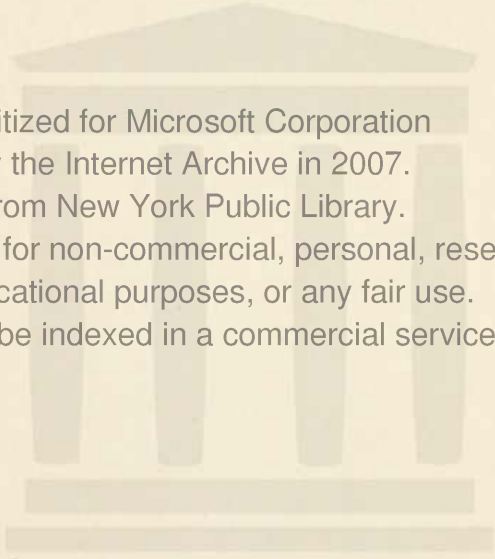 itized for Microsoft Corporation
the Internet Archive in 2007.
rom New York Public Library.
for non-commercial, personal, rese
cational purposes, or any fair use.
be indexed in a commercial service